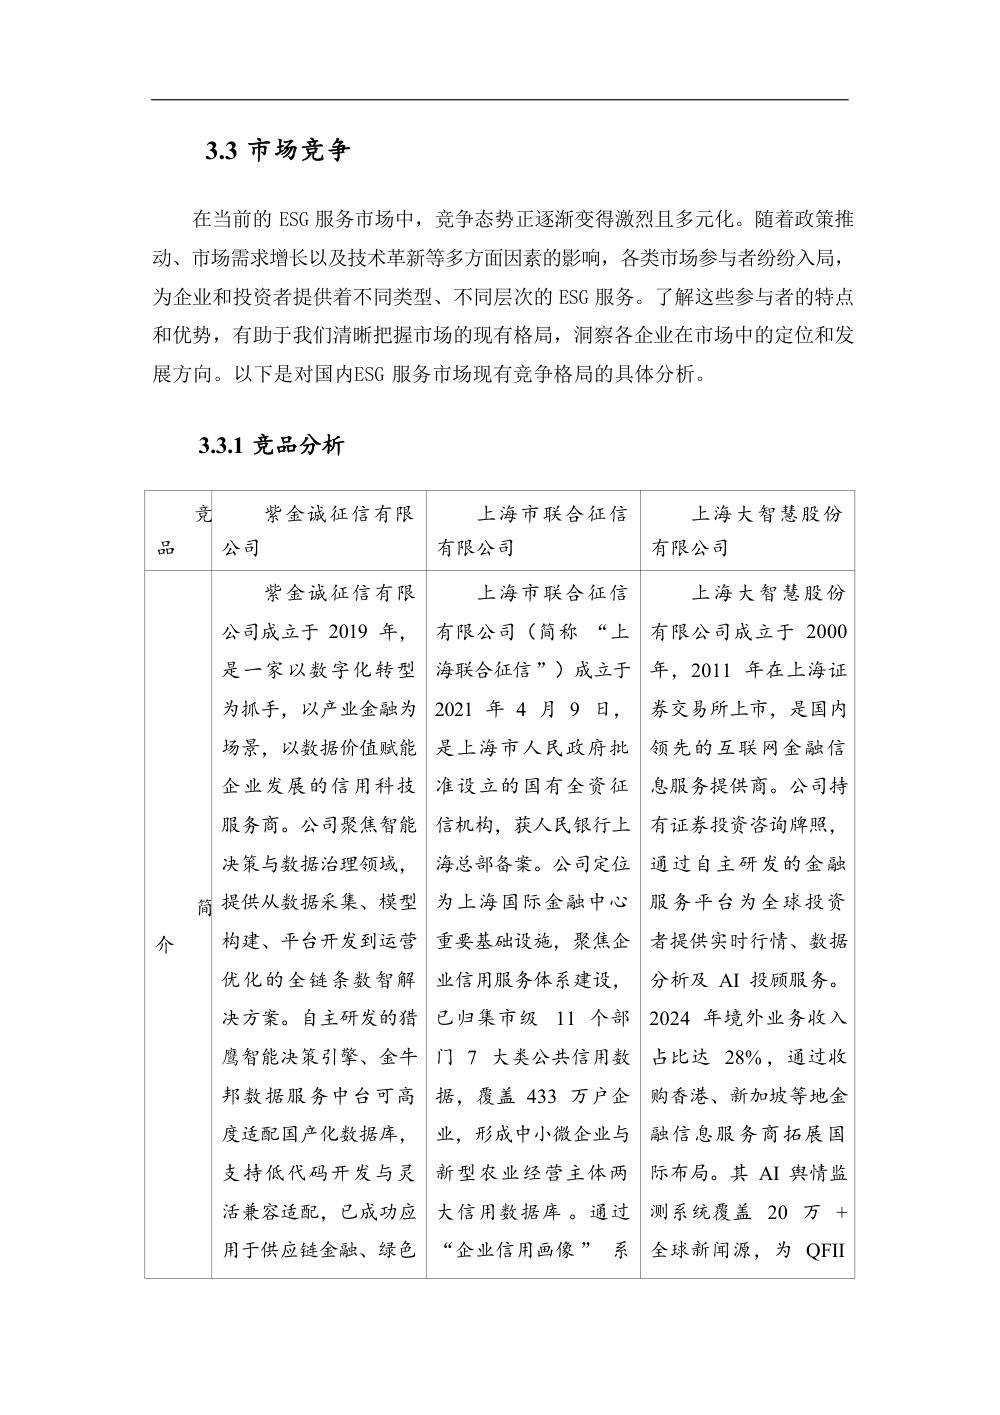 3.3 市场竞争
在当前的 ESG 服务市场中，竞争态势正逐渐变得激烈且多元化。随着政策推
动、市场需求增长以及技术革新等多方面因素的影响，各类市场参与者纷纷入局，
为企业和投资者提供着不同类型、不同层次的 ESG 服务。了解这些参与者的特点
和优势，有助于我们清晰把握市场的现有格局，洞察各企业在市场中的定位和发
展方向。以下是对国内ESG 服务市场现有竞争格局的具体分析。
3.3.1 竞品分析
竞
品
紫金诚征信有限
公司
上海市联合征信
有限公司
上海大智慧股份
有限公司
简
介
紫金诚征信有限
公司成立于 2019 年，
是一家以数字化转型
为抓手，以产业金融为
场景，以数据价值赋能
企业发展的信用科技
服务商。公司聚焦智能
决策与数据治理领域，
提供从数据采集、模型
构建、平台开发到运营
优化的全链条数智解
决方案。自主研发的猎
鹰智能决策引擎、金牛
邦数据服务中台可高
度适配国产化数据库，
支持低代码开发与灵
活兼容适配，已成功应
用于供应链金融、绿色
上海市联合征信
有限公司（简称 “上
海联合征信”）成立于
2021 年 4 月 9 日，
是上海市人民政府批
准设立的国有全资征
信机构，获人民银行上
海总部备案。公司定位
为上海国际金融中心
重要基础设施，聚焦企
业信用服务体系建设，
已归集市级 11 个部
门 7 大类公共信用数
据，覆盖 433 万户企
业，形成中小微企业与
新型农业经营主体两
大信用数据库 。通过
“企业信用画像” 系
上海大智慧股份
有限公司成立于 2000
年，2011 年在上海证
券交易所上市，是国内
领先的互联网金融信
息服务提供商。公司持
有证券投资咨询牌照，
通过自主研发的金融
服务平台为全球投资
者提供实时行情、数据
分析及 AI 投顾服务。
2024 年境外业务收入
占比达 28%，通过收
购香港、新加坡等地金
融信息服务商拓展国
际布局。其 AI 舆情监
测系统覆盖 20 万 +
全球新闻源，为 QFII